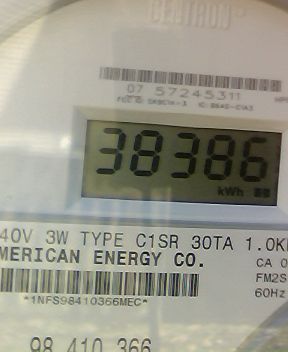 CENTRON®
07 57245311
38386
kWh
40V 3W TYPE C1SR 30TA 1.0K
MERICAN ENERGY CO.
CA 0
FM2S
60Hz
*1NFS98410366MEC*
98 410 366